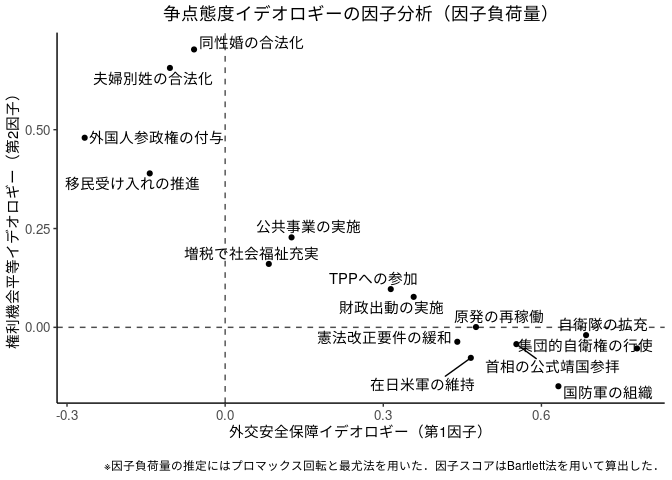 争点態度イデオロギーの因子分析（因子負荷量）
同性婚の合法化
夫婦別姓の合法化
外国人参政権の付与
移民受け入れの推進
公共事業の実施
増税で社会福祉充実
TPPへの参加
財政出動の実施
原発の再稼働
自衛隊の拡充
憲法改正要件の緩和
集団的自衛権の行使
首相の公式靖国参拝
在日米軍の維持
国防軍の組織
0.50
0.25
0.00
権利機会平等イデオロギー（第2因子）
-0.3
0.0
0.3
0.6
外交安全保障イデオロギー（第1因子）
※因子負荷量の推定にはプロマックス回転と最尤法を用いた．因子スコアはBartlett法を用いて算出した．